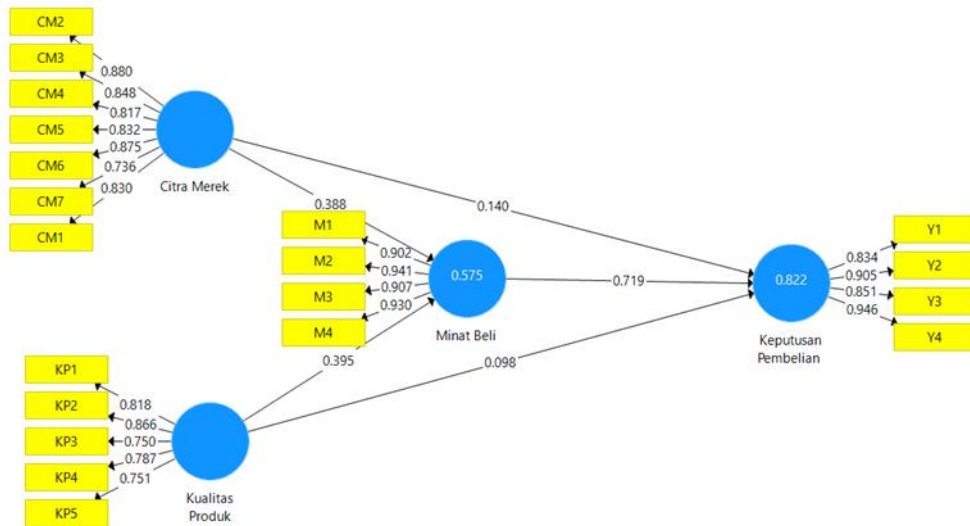 CM2
CM3
CM4
CM5
CM6
CM7
CM1
0.880
0.848
0.817
0.832
0.875
0.736
0.830
Citra Merek
0.388
0.140
M1
M2
M3
M4
0.902
0.941
0.907
0.930
0.575
Minat Beli
0.719
0.822
Keputusan
Pembelian
0.834
0.905
0.851
0.946
Y1
Y2
Y3
Y4
0.395
0.098
KP1
KP2
KP3
KP4
KP5
0.818
0.866
0.750
0.787
0.751
Kualitas
Produk